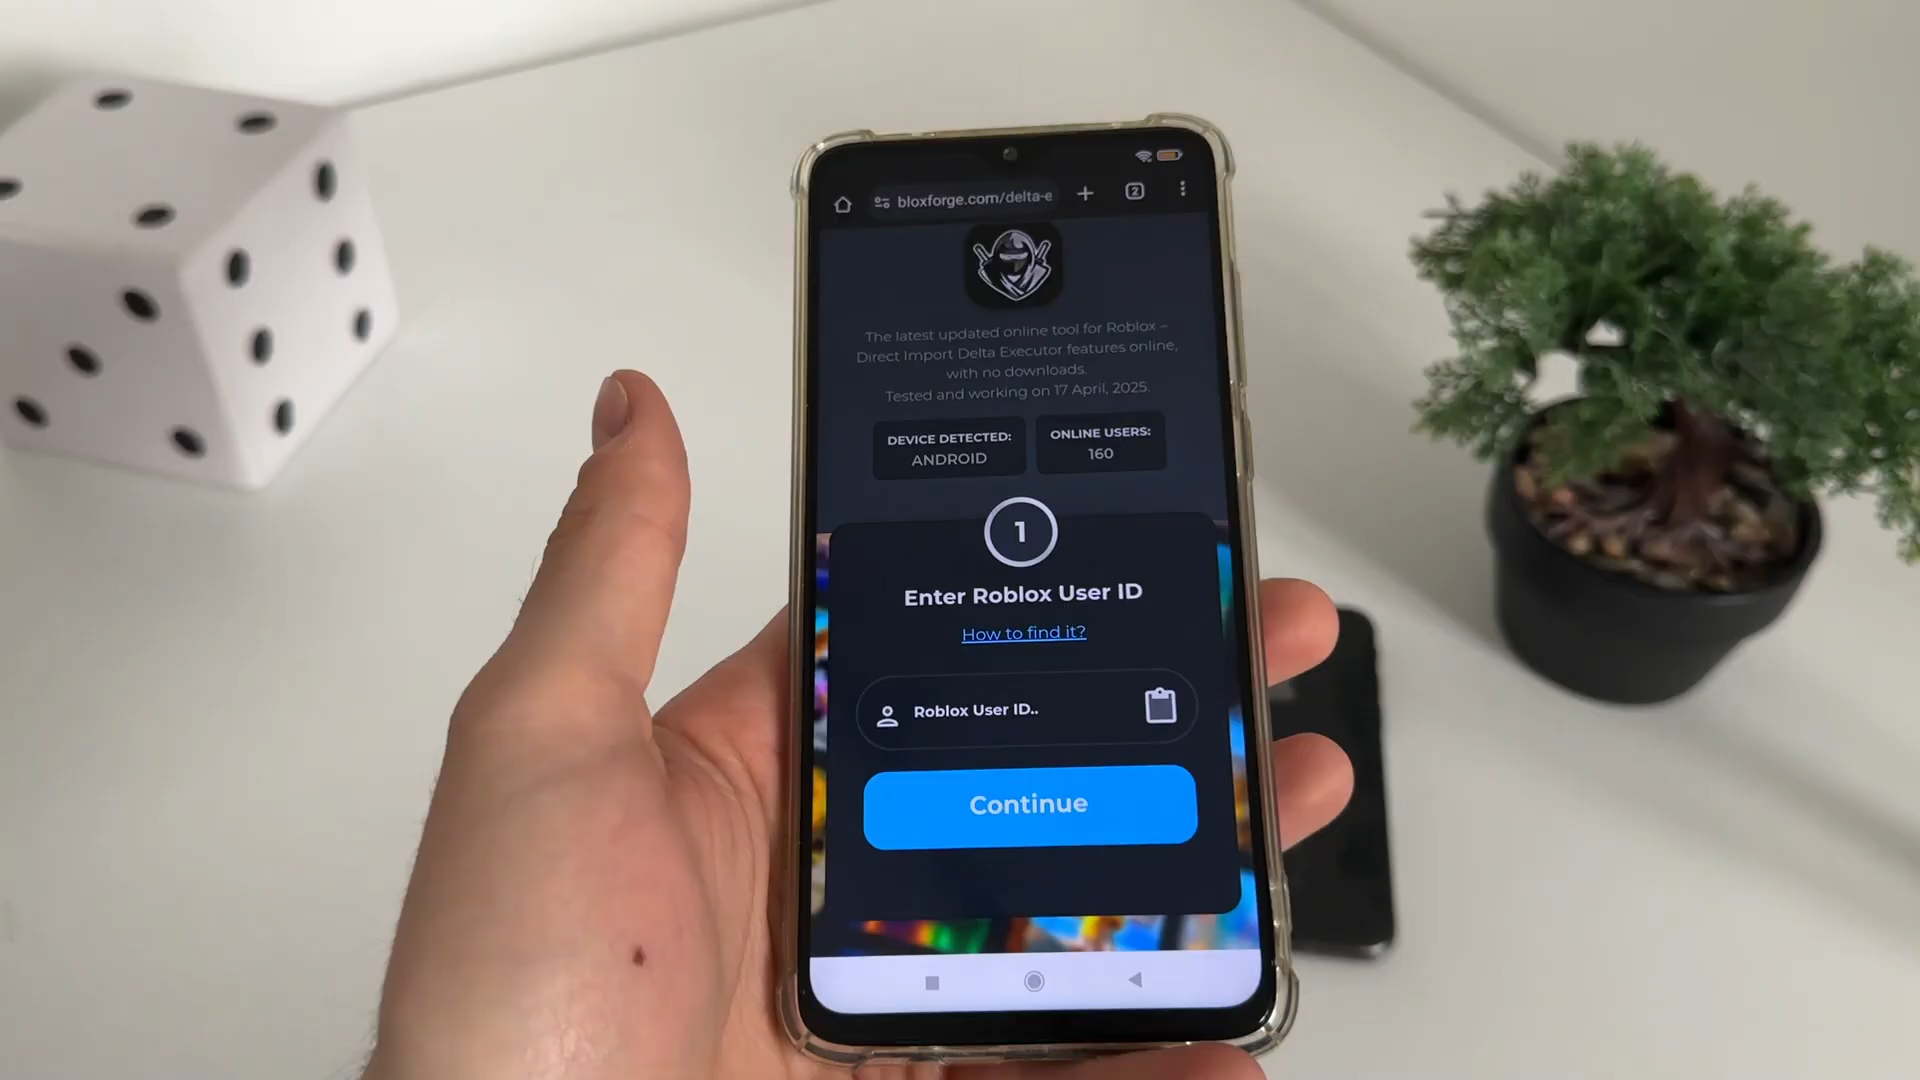 bloxforge.com/delta-e
2
The latest updated online tool for Roblox –
Direct Import Delta Executor features online,
with no downloads.
Tested and working on 17 April, 2025.
DEVICE DETECTED:
ANDROID
ONLINE USERS:
160
1
Enter Roblox User ID
How to find it?
Roblox User ID..
Continue